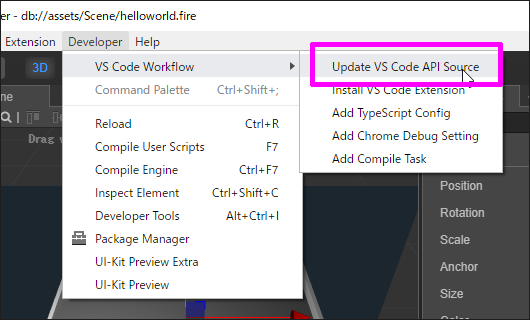 er - db://assets/Scene/helloworld.fire
Extension Developer Help
3D
VS Code Workflow
Command Palette Ctrl+Shift+;
Reload Ctrl+R
Compile User Scripts F7
Compile Engine Ctrl+F7
Inspect Element Ctrl+Shift+C
Developer Tools Alt+Ctrl+I
Package Manager
UI-Kit Preview Extra
UI-Kit Preview
Update VS Code API Source
Install VS Code Extension
Add TypeScript Config
Add Chrome Debug Setting
Add Compile Task
ne
Drag
Position
Rotation
Scale
Anchor
Size
Color